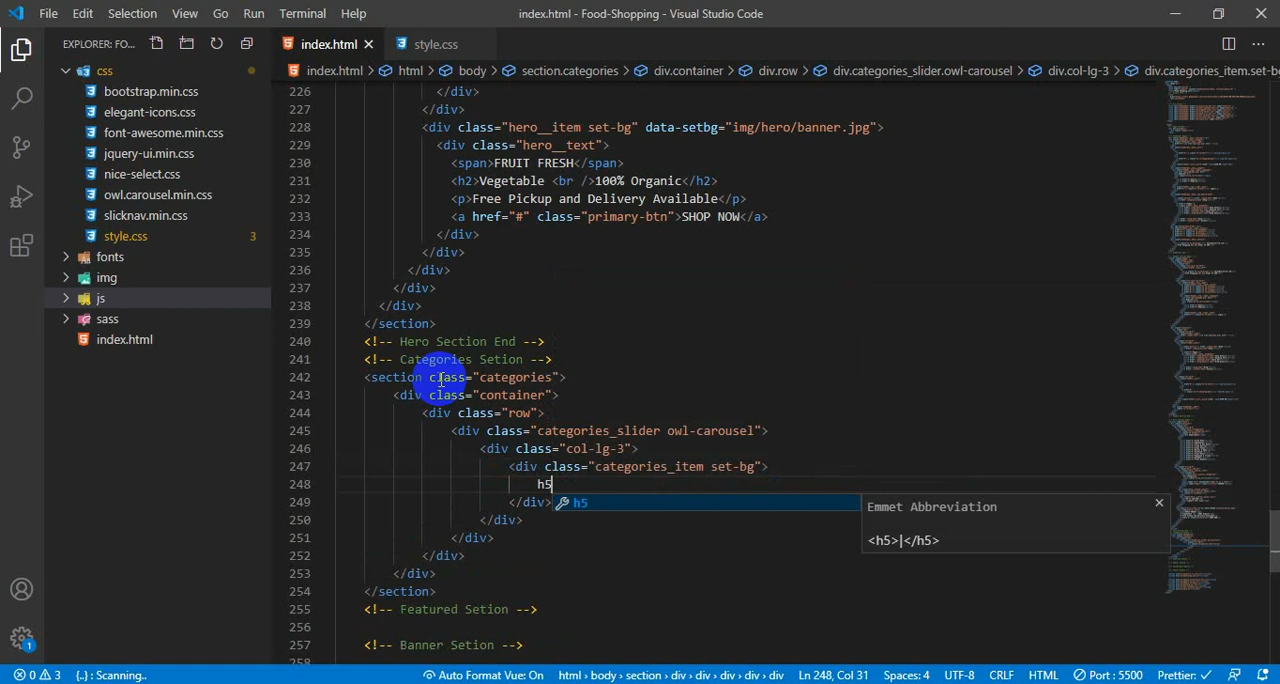 File Edit Selection View Go Run Terminal Help index.html - Food-Shopping - Visual Studio Code
EXPLORER: FO... index.html style.css
css
bootstrap.min.css
elegant-icons.css
font-awesome.min.css
jquery-ui.min.css
nice-select.css
owl.carousel.min.css
slicknav.min.css
style.css 3
fonts
img
js
sass
index.html
index.html > html > body > section.categories > div.container > div.row > div.categories_slider.owl-carousel > div.col-lg-3 > div.categories_item.set-bg
226 </div>
227 </div>
228 <div class="hero__item set-bg" data-setbg="img/hero/banner.jpg">
229 <div class="hero__text">
230 <span>FRUIT FRESH</span>
231 <h2>Vegetable <br />100% Organic</h2>
232 <p>Free Pickup and Delivery Available</p>
233 <a href="#" class="primary-btn">SHOP NOW</a>
234 </div>
235 </div>
236 </div>
237 </div>
238 </div>
239 </section>
240 <!-- Hero Section End -->
241 <!-- Categories Setion -->
242 <section class="categories">
243 <div class="container">
244 <div class="row">
245 <div class="categories_slider owl-carousel">
246 <div class="col-lg-3">
247 <div class="categories_item set-bg">
248 h5
249 </div>
250 </div>
251 </div>
252 </div>
253 </div>
254 </section>
255 <!-- Featured Setion -->
256
257 <!-- Banner Setion -->
258
h5
Emmet Abbreviation
<h5>|</h5>
1
0 3 {..} : Scanning.. Auto Format Vue: On html > body > section > div > div > div > div > div Ln 248, Col 31 Spaces: 4 UTF-8 CRLF HTML Port : 5500 Prettier: ✓